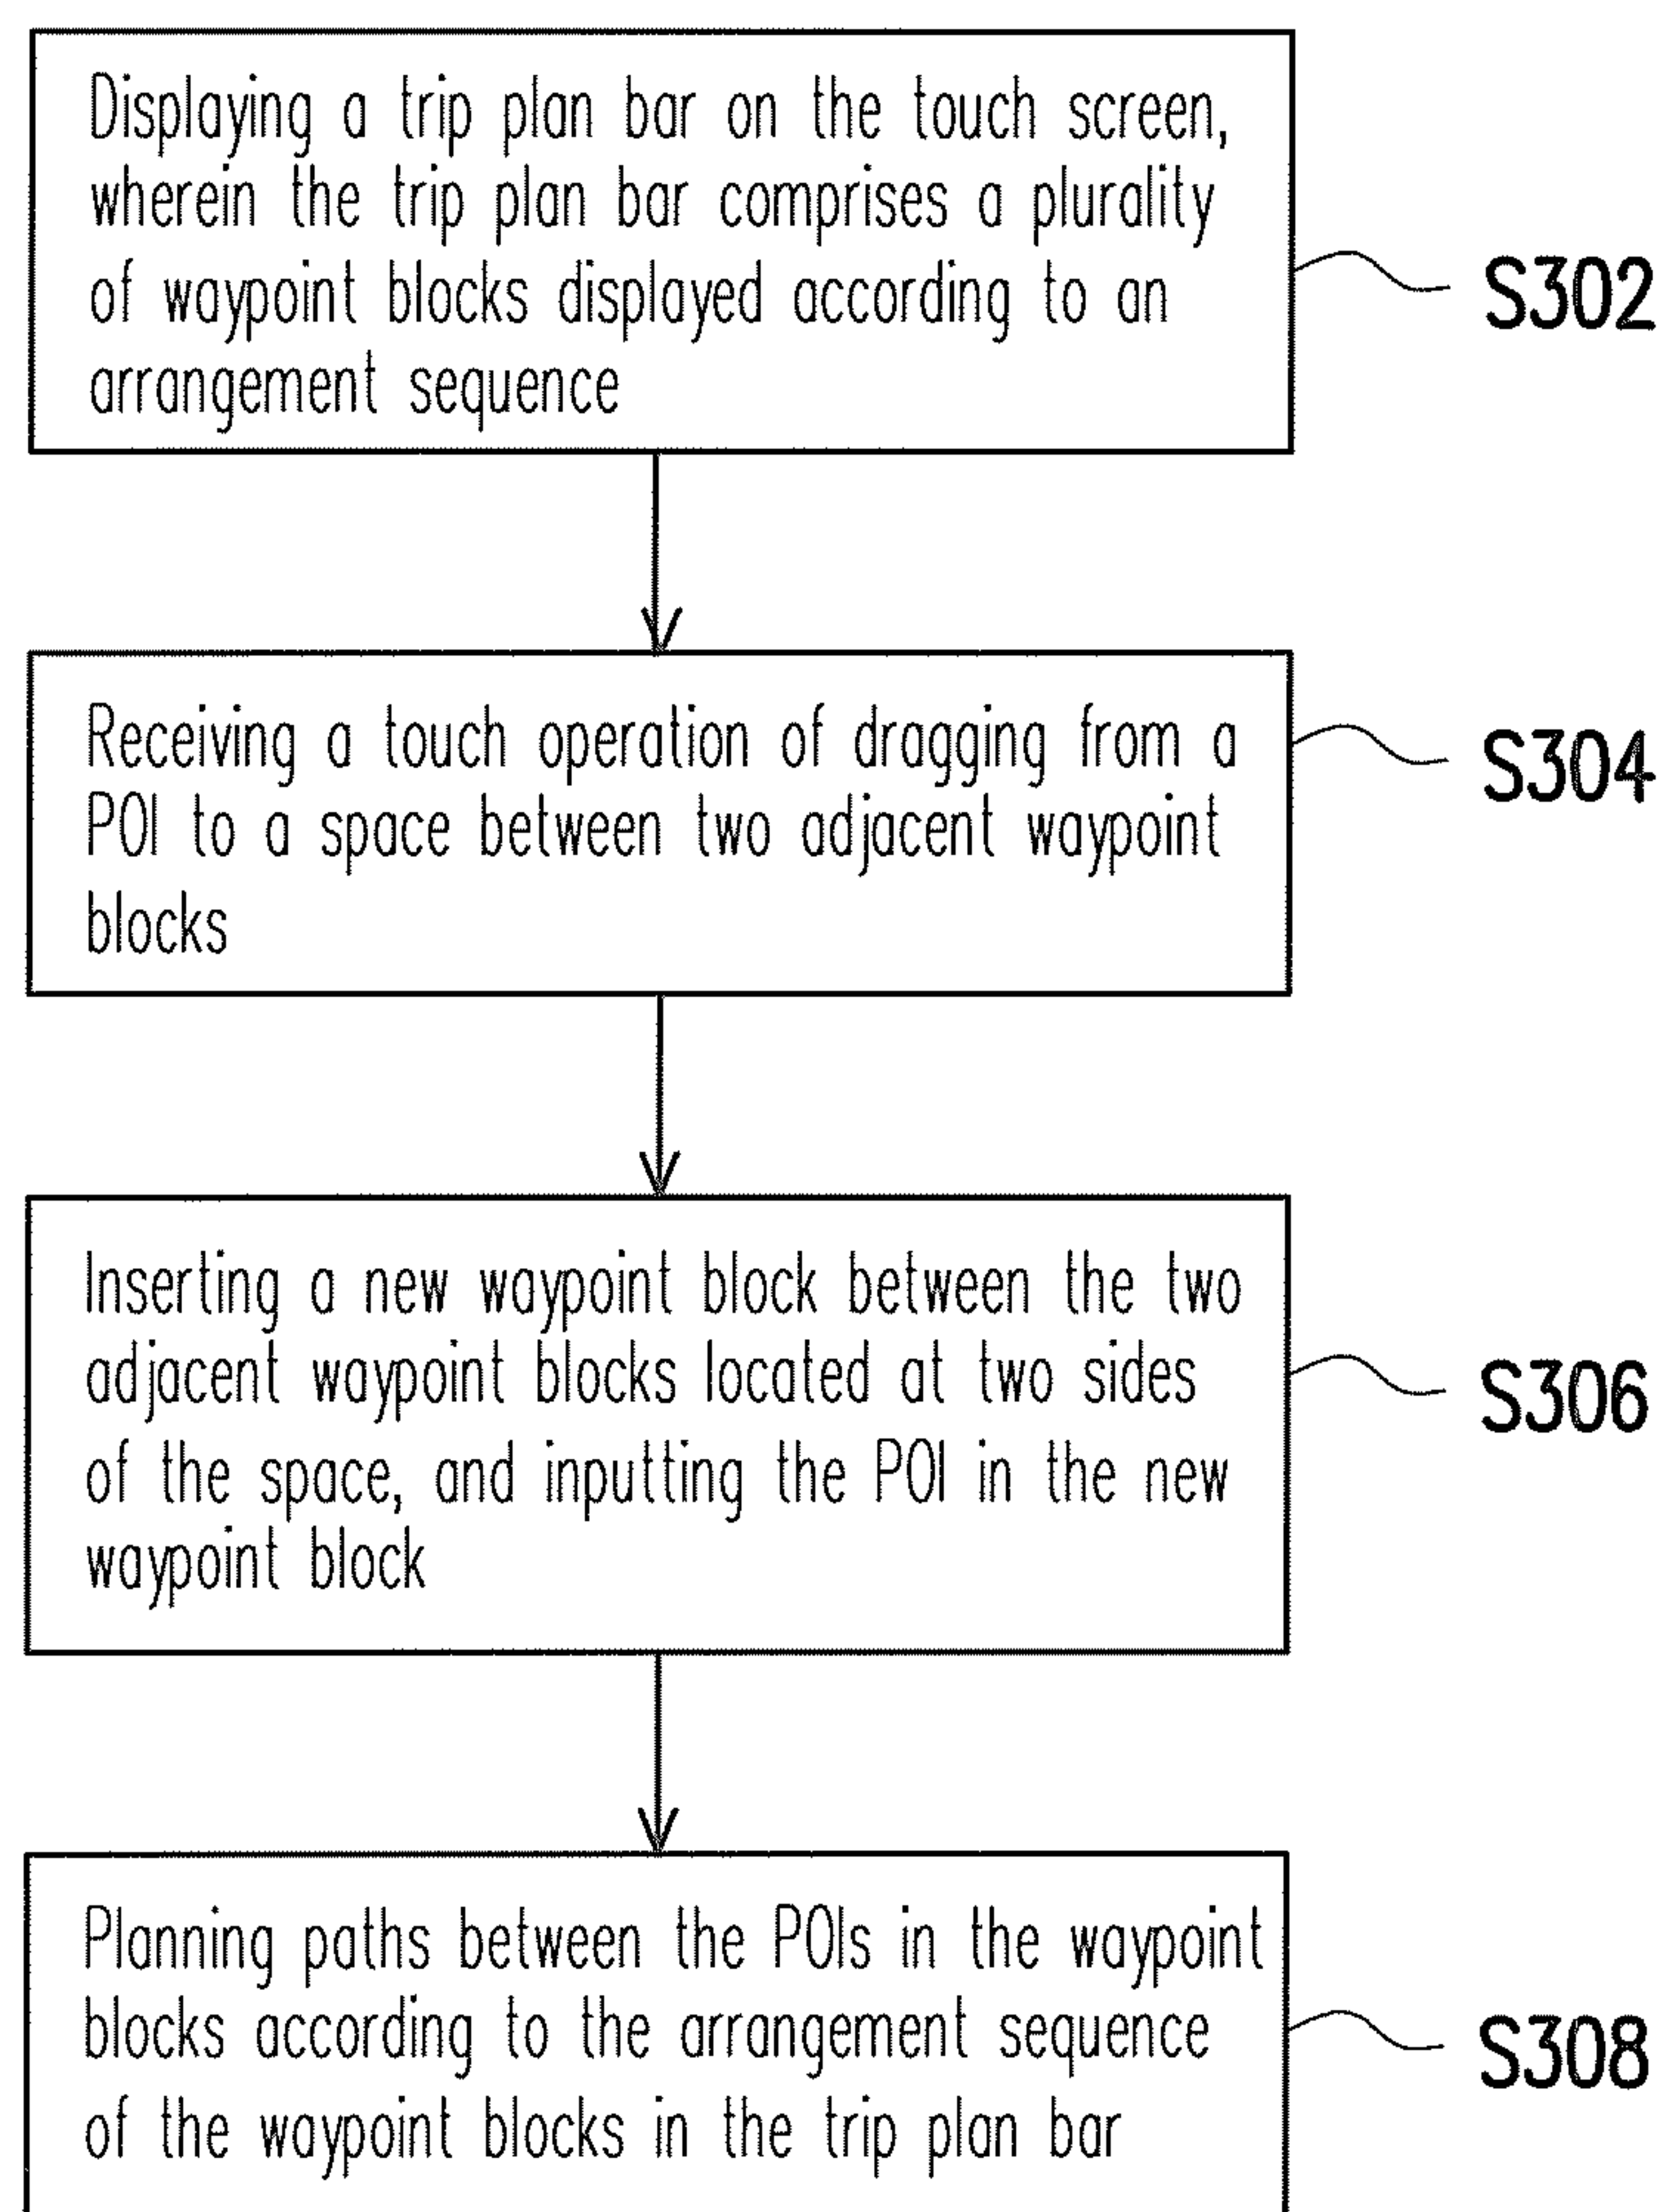 Displaying a trip plan bar on the touch screen,
wherein the trip plan bar comprises a plurality
of waypoint blocks displayed according to an
arrangement sequence
S302
Receiving a touch operation of dragging from a
POI to a space between two adjacent waypoint
blocks
S304
Inserting a new waypoint block between the two
adjacent waypoint blocks located at two sides
of the space, and inputting the POI in the new
waypoint block
S306
Planning paths between the POIs in the waypoint
blocks according to the arrangement sequence
of the waypoint blocks in the trip plan bar
S308